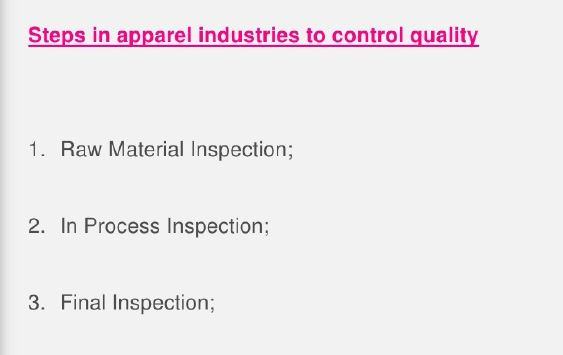 Steps in apparel industries to control quality
1. Raw Material Inspection;
2. In Process Inspection;
3. Final Inspection;